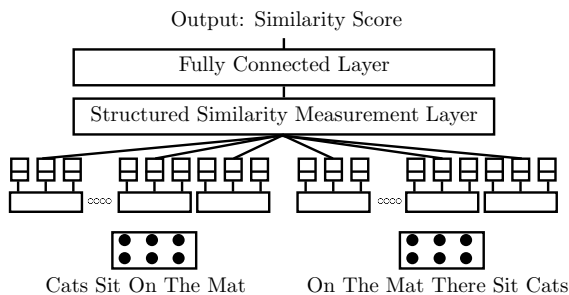 Output: Similarity Score
Fully Connected Layer
Structured Similarity Measurement Layer
Cats Sit On The Mat
On The Mat There Sit Cats